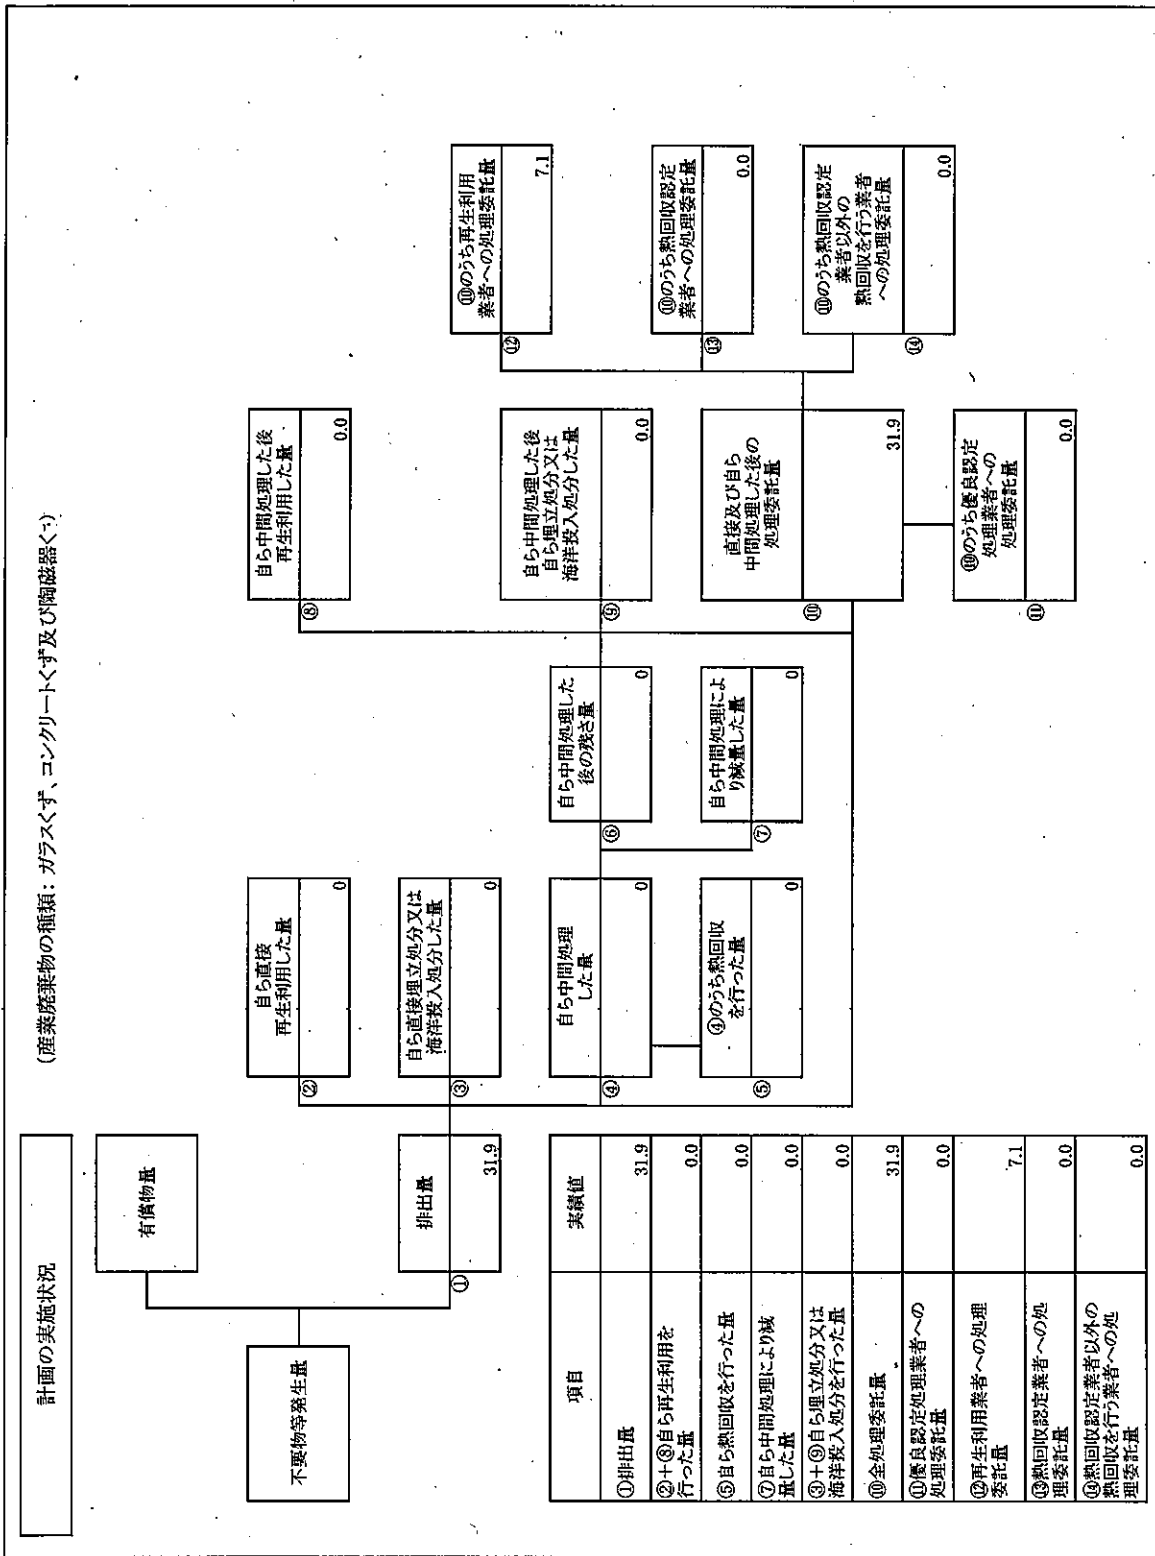 計画の実施状況
(産業廃棄物の種類：ガラスくず、コンクリートくず及び陶磁器くず)
不要物等発生量
有償物量
①
排出量
31.9
②
自ら直接
再生利用した量
0
③
自ら直接埋立処分又は
海洋投入処分した量
0
④
自ら中間処理
した量
0
⑤
④のうち熱回収
を行った量
0
⑥
自ら中間処理した
後の残さ量
0
⑦
自ら中間処理によ
り減量した量
0
⑧
自ら中間処理した後
再生利用した量
0.0
⑨
自ら中間処理した後
自ら埋立処分又は
海洋投入処分した量
0.0
⑩
直接及び自ら
中間処理した後の
処理委託量
31.9
⑪
⑩のうち優良認定
処理業者への
処理委託量
0.0
⑫
⑩のうち再生利用
業者への処理委託量
7.1
⑬
⑩のうち熱回収認定
業者への処理委託量
0.0
⑭
⑩のうち熱回収認定
業者以外の
熱回収を行う業者
への処理委託量
0.0
項目 実績値
①排出量 31.9
②＋⑧自ら再生利用を
行った量 0.0
⑤自ら熱回収を行った量 0.0
⑦自ら中間処理により減
量した量 0.0
③＋⑨自ら埋立処分又は
海洋投入処分を行った量 0.0
⑩全処理委託量 31.9
⑪優良認定処理業者への
処理委託量 0.0
⑫再生利用業者への処理
委託量 7.1
⑬熱回収認定業者への処
理委託量 0.0
⑭熱回収認定業者以外の
熱回収を行う業者への処
理委託量 0.0